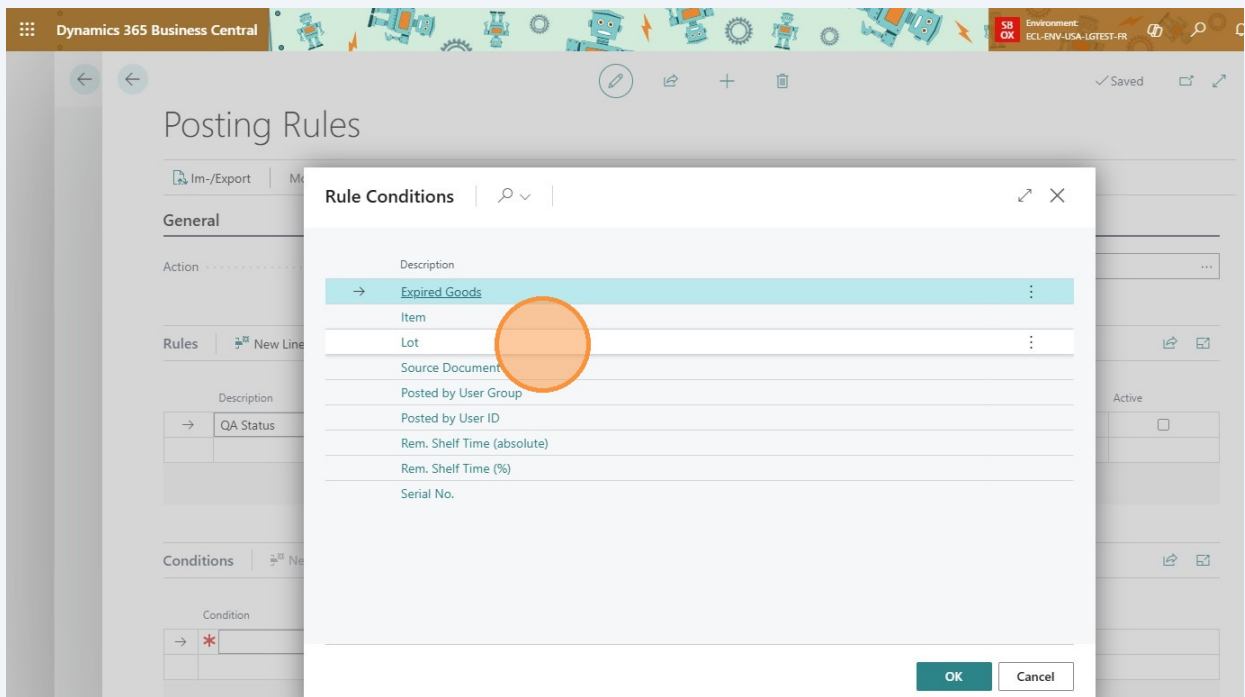 Dynamics 365 Business Central
SB OX
Environment:
ECL-ENV-USA-LGTEST-FR
Saved
Posting Rules
Im-/Export
General
Action
Rules
New Line
Description
Active
QA Status
Conditions
Condition
Rule Conditions
Description
Expired Goods
Item
Lot
Source Document
Posted by User Group
Posted by User ID
Rem. Shelf Time (absolute)
Rem. Shelf Time (%)
Serial No.
OK
Cancel